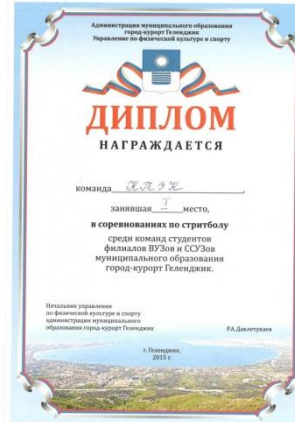 Администрация муниципального образования
город-курорт Геленджик
Управление по физической культуре и спорту
ДИПЛОМ
НАГРАЖДАЕТСЯ
команда КТЭК,
занявшая I место,
в соревнованиях по стритболу
среди команд студентов
филиалов ВУЗов и ССУЗов
муниципального образования
город-курорт Геленджик.
Начальник управления
по физической культуре и спорту
администрации муниципального
образования город-курорт Геленджик Р.А.Давлетукаев
г. Геленджик,
2015 г.